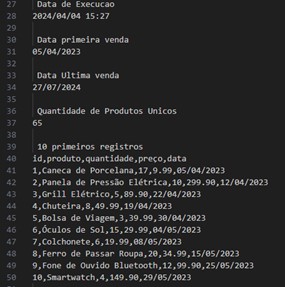 27 Data de Execucao
28 2024/04/04 15:27
29
30 Data primeira venda
31 05/04/2023
32
33 Data Ultima venda
34 27/07/2024
35
36 Quantidade de Produtos Unicos
37 65
38
39 10 primeiros registros
40 id,produto,quantidade,preço,data
41 1,Caneca de Porcelana,17,9.99,05/04/2023
42 2,Panela de Pressão Elétrica,10,299.90,12/04/2023
43 3,Grill Elétrico,5,89.90,22/04/2023
44 4,Chuteira,8,49.99,19/04/2023
45 5,Bolsa de Viagem,3,39.99,30/04/2023
46 6,Óculos de Sol,15,29.99,04/05/2023
47 7,Colchonete,6,19.99,08/05/2023
48 8,Ferro de Passar Roupa,20,34.99,15/05/2023
49 9,Fone de Ouvido Bluetooth,12,99.90,25/05/2023
50 10,Smartwatch,4,149.90,29/05/2023